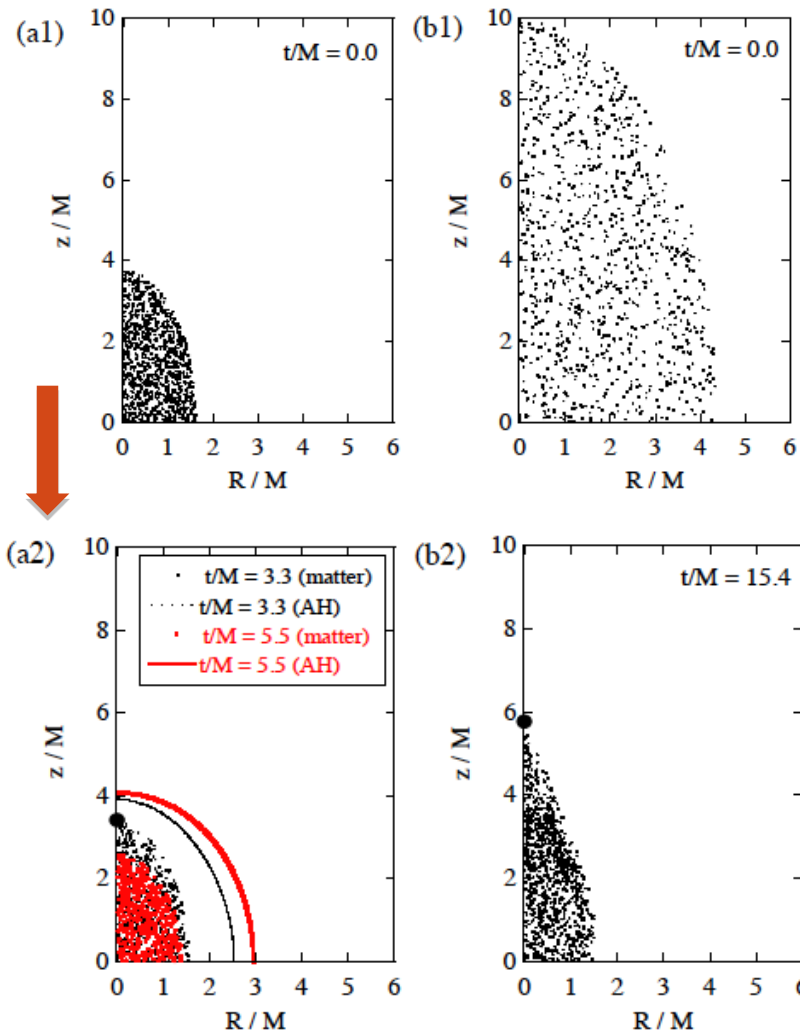 (a1)
10
8
6
4
2
0
z / M
t/M = 0.0
0 1 2 3 4 5 6
R / M
(b1)
10
8
6
4
2
0
z / M
t/M = 0.0
0 1 2 3 4 5 6
R / M
(a2)
10
8
6
4
2
0
z / M
t/M = 3.3 (matter)
t/M = 3.3 (AH)
t/M = 5.5 (matter)
t/M = 5.5 (AH)
0 1 2 3 4 5 6
R / M
(b2)
10
8
6
4
2
0
z / M
t/M = 15.4
0 1 2 3 4 5 6
R / M